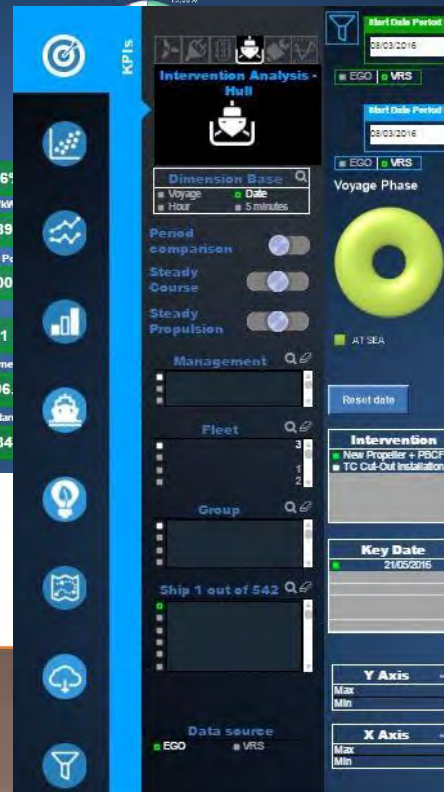 KPIs
Intervention Analysis - Hull
Dimension Base
Voyage
Date
Hour
5 minutes
Period comparison
Steady Course
Steady Propulsion
Management
Fleet
3
1
2
Group
Ship 1 out of 542
Data source
EGO
VRS
Start Date Period
08/03/2016
EGO
VRS
Start Date Period
08/03/2016
EGO
VRS
Voyage Phase
AT SEA
Reset date
Intervention
New Propeller + PBCF
TC Cut-Out Installation
Key Date
21/05/2016
Y Axis
Max
Min
X Axis
Max
Min